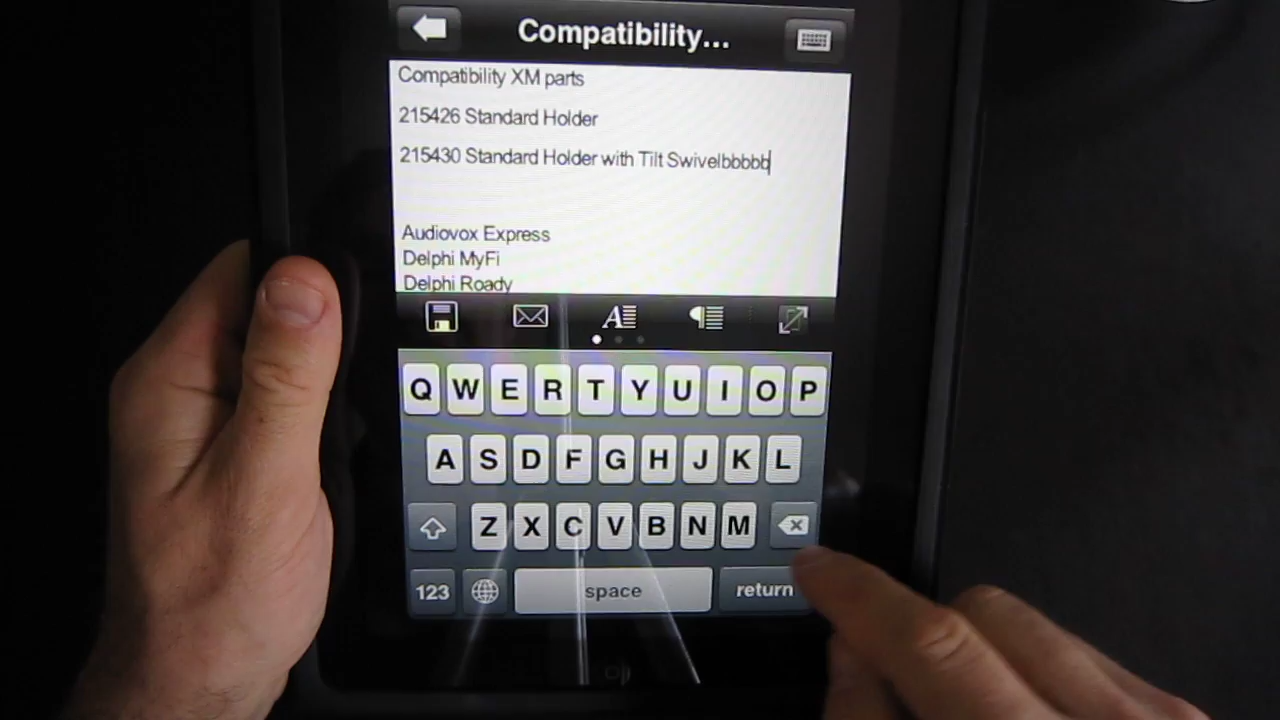 Compatibility...
Compatibility XM parts
215426 Standard Holder
215430 Standard Holder with Tilt Swivelbbbbb
Audiovox Express
Delphi MyFi
Delphi Roady
A
Q W E R T Y U I O P
A S D F G H J K L
Z X C V B N M
123 space return